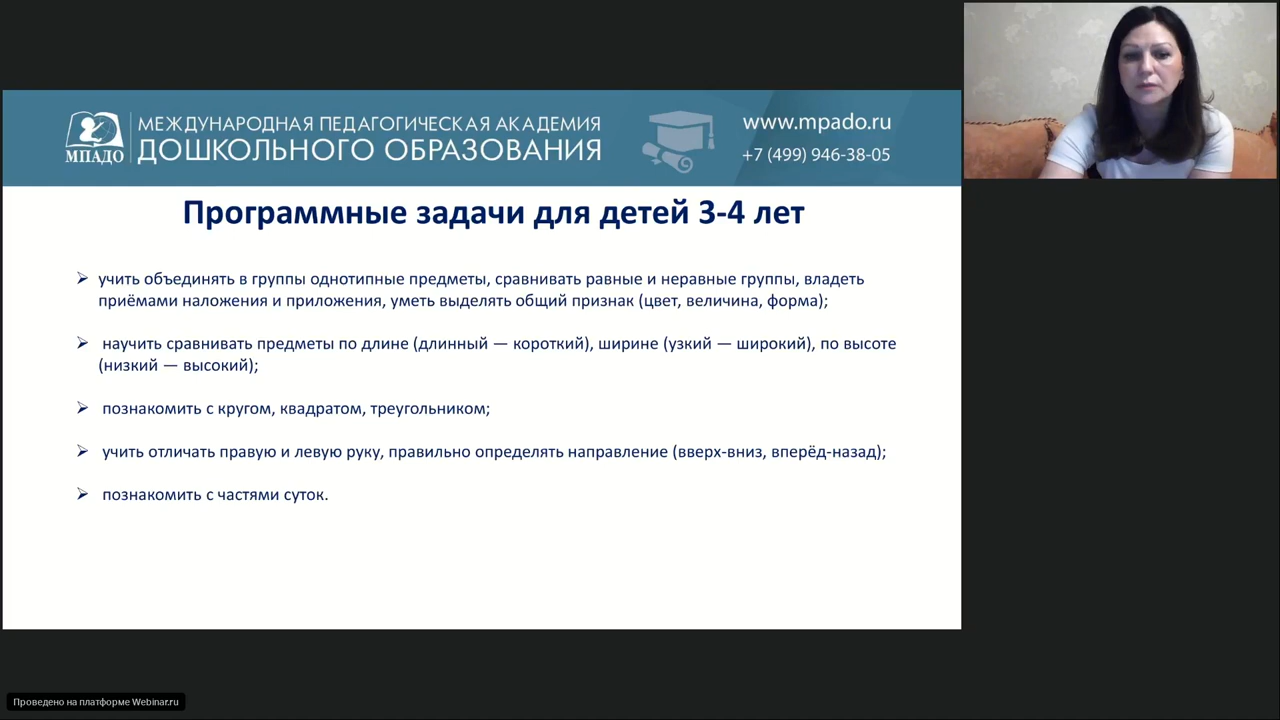 МЕЖДУНАРОДНАЯ ПЕДАГОГИЧЕСКАЯ АКАДЕМИЯ
ДОШКОЛЬНОГО ОБРАЗОВАНИЯ
МПАДО
www.mpado.ru
+7 (499) 946-38-05
Программные задачи для детей 3-4 лет
учить объединять в группы однотипные предметы, сравнивать равные и неравные группы, владеть
приёмами наложения и приложения, уметь выделять общий признак (цвет, величина, форма);
научить сравнивать предметы по длине (длинный — короткий), ширине (узкий — широкий), по высоте
(низкий — высокий);
познакомить с кругом, квадратом, треугольником;
учить отличать правую и левую руку, правильно определять направление (вверх-вниз, вперёд-назад);
познакомить с частями суток.
Проведено на платформе Webinar.ru